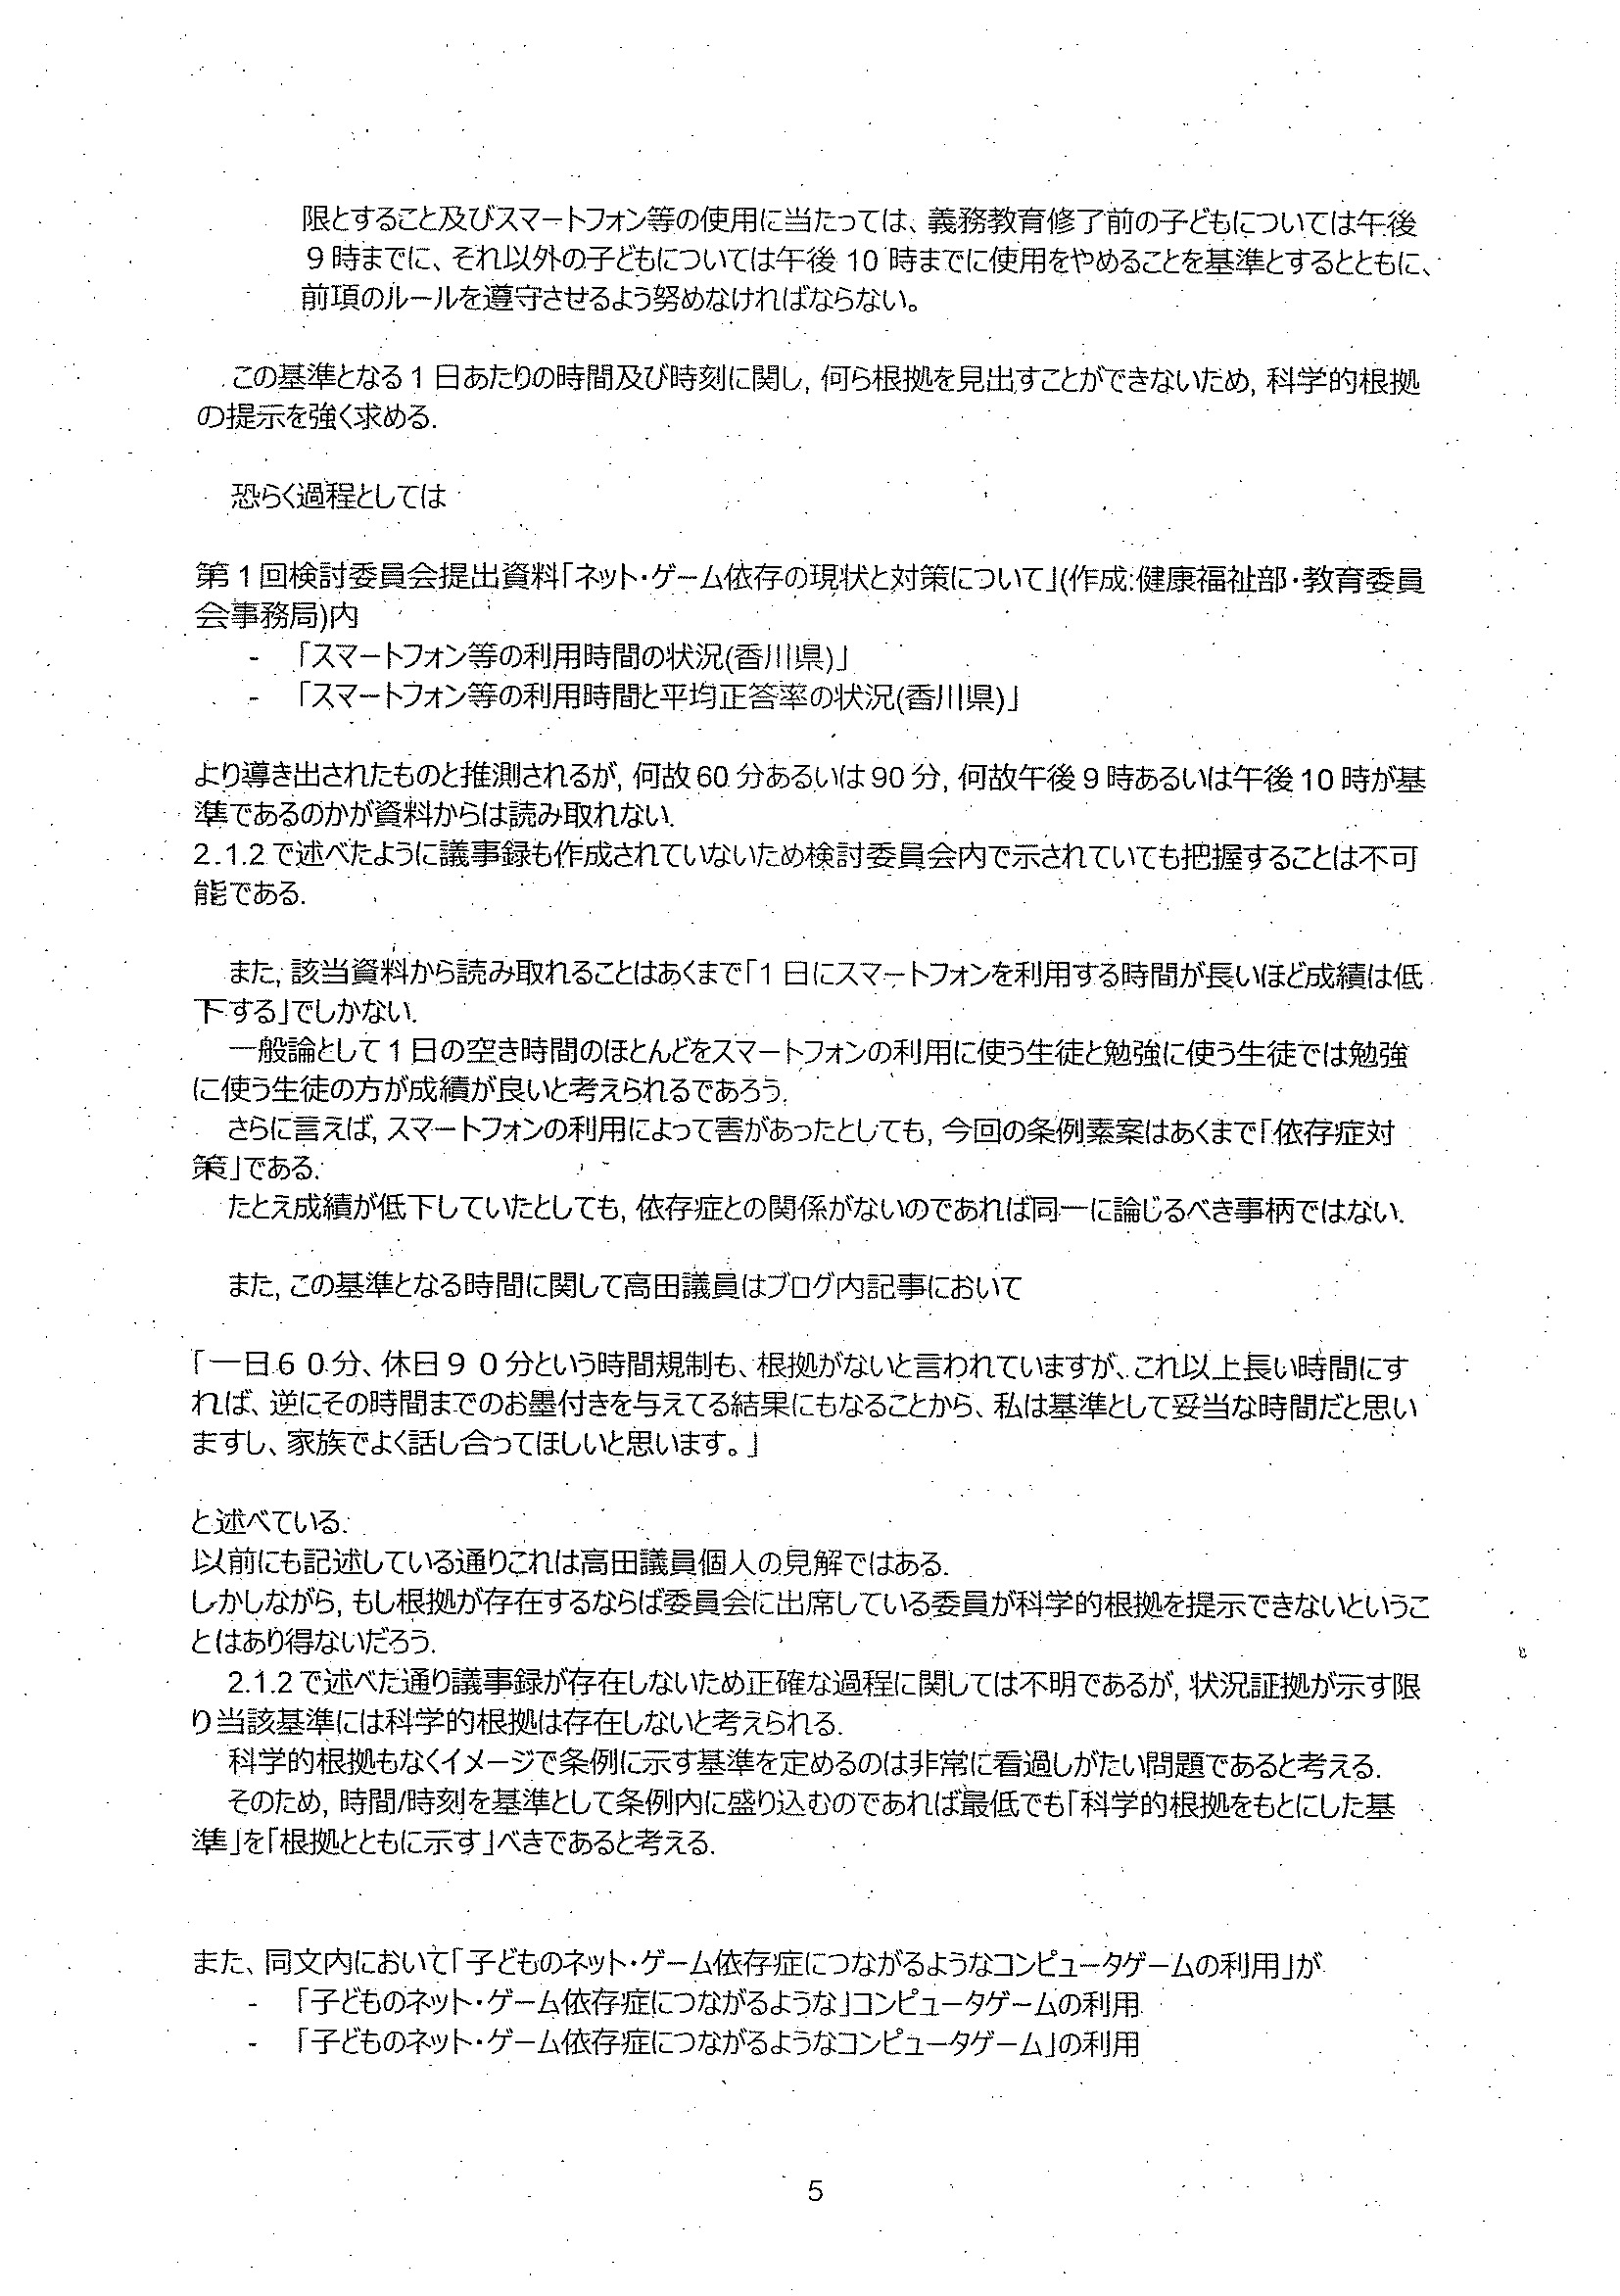 限とすること及びスマートフォン等の使用に当たっては、義務教育修了前の子どもについては午後
9時までに、それ以外の子どもについては午後 10 時までに使用をやめることを基準とするとともに、
前項のルールを遵守させるよう努めなければならない。
この基準となる 1 日あたりの時間及び時刻に関し, 何ら根拠を見出すことができないため, 科学的根拠
の提示を強く求める.
恐らく過程としては
第 1 回検討委員会提出資料「ネット・ゲーム依存の現状と対策について」(作成:健康福祉部・教育委員
会事務局)内
- 「スマートフォン等の利用時間の状況(香川県)」
- 「スマートフォン等の利用時間と平均正答率の状況(香川県)」
より導き出されたものと推測されるが, 何故 60 分あるいは 90 分, 何故午後 9 時あるいは午後 10 時が基
準であるのかが資料からは読み取れない.
2.1.2 で述べたように議事録も作成されていないため検討委員会内で示されていても把握することは不可
能である.
また, 該当資料から読み取れることはあくまで「1 日にスマートフォンを利用する時間が長いほど成績は低
下する」でしかない.
一般論として 1 日の空き時間のほとんどをスマートフォンの利用に使う生徒と勉強に使う生徒では勉強
に使う生徒の方が成績が良いと考えられるであろう.
さらに言えば, スマートフォンの利用によって害があったとしても, 今回の条例素案はあくまで「依存症対
策」である.
たとえ成績が低下していたとしても, 依存症との関係がないのであれば同一に論じるべき事柄ではない.
また, この基準となる時間に関して高田議員はブログ内記事において
「一日６０分、休日９０分という時間規制も、根拠がないと言われていますが、これ以上長い時間にす
れば、逆にその時間までのお墨付きを与えてる結果にもなることから、私は基準として妥当な時間だと思い
ますし、家族でよく話し合ってほしいと思います。」
と述べている.
以前にも記述している通りこれは高田議員個人の見解ではある.
しかしながら, もし根拠が存在するならば委員会に出席している委員が科学的根拠を提示できないというこ
とはあり得ないだろう.
2.1.2 で述べた通り議事録が存在しないため正確な過程に関しては不明であるが, 状況証拠が示す限
り当該基準には科学的根拠は存在しないと考えられる.
科学的根拠もなくイメージで条例に示す基準を定めるのは非常に看過しがたい問題であると考える.
そのため, 時間/時刻を基準として条例内に盛り込むのであれば最低でも「科学的根拠をもとにした基
準」を「根拠とともに示す」べきであると考える.
また、同文内において「子どものネット・ゲーム依存症につながるようなコンピュータゲームの利用」が
- 「子どものネット・ゲーム依存症につながるような」コンピュータゲームの利用
- 「子どものネット・ゲーム依存症につながるようなコンピュータゲーム」の利用
5